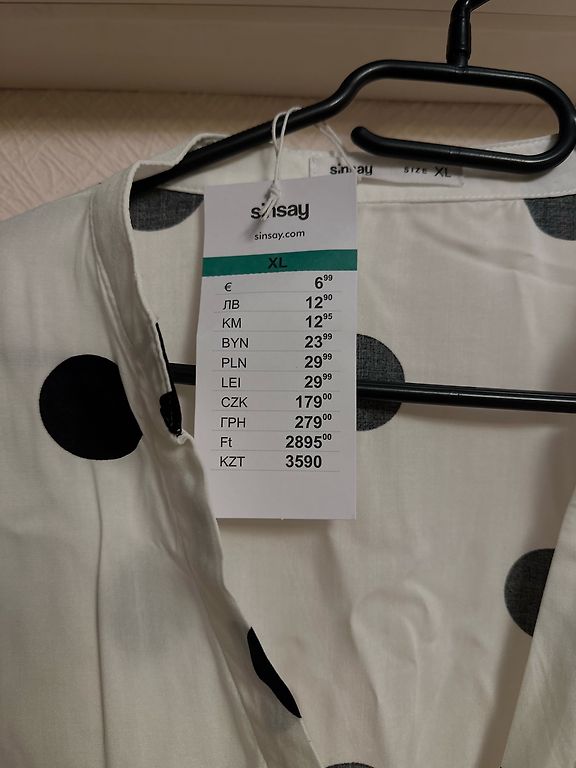 sinsay SIZE XL
sinsay
sinsay.com
XL
€ 6 99
ЛВ 12 90
KM 12 95
BYN 23 99
PLN 29 99
LEI 29 99
CZK 179 00
ГРН 279 00
Ft 2895 00
KZT 3590